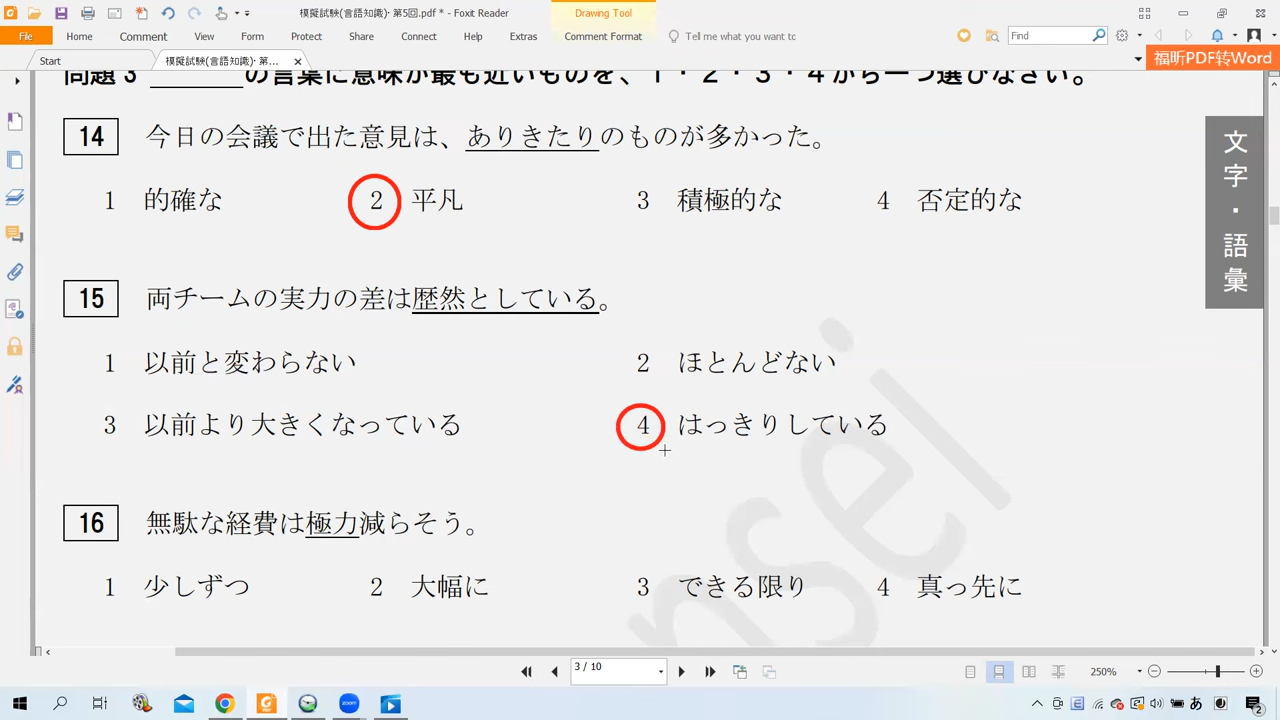 模擬試験(言語知識)· 第5回.pdf * - Foxit Reader
Drawing Tool
File Home Comment View Form Protect Share Connect Help Extras Comment Format Tell me what you want to do Find
Start 模擬試験(言語知識)· 第...
福昕PDF转Word
問題3 の言葉に意味が最も近いものを、1・2・3・4から一つ選びなさい。
14 今日の会議で出た意見は、ありきたりのものが多かった。
1 的確な 2 平凡 3 積極的な 4 否定的な
15 両チームの実力の差は歴然としている。
1 以前と変わらない 2 ほとんどない
3 以前より大きくなっている 4 はっきりしている
16 無駄な経費は極力減らそう。
1 少しずつ 2 大幅に 3 できる限り 4 真っ先に
文字・語彙
nsei
3 / 10
250%
zoom
あ
2